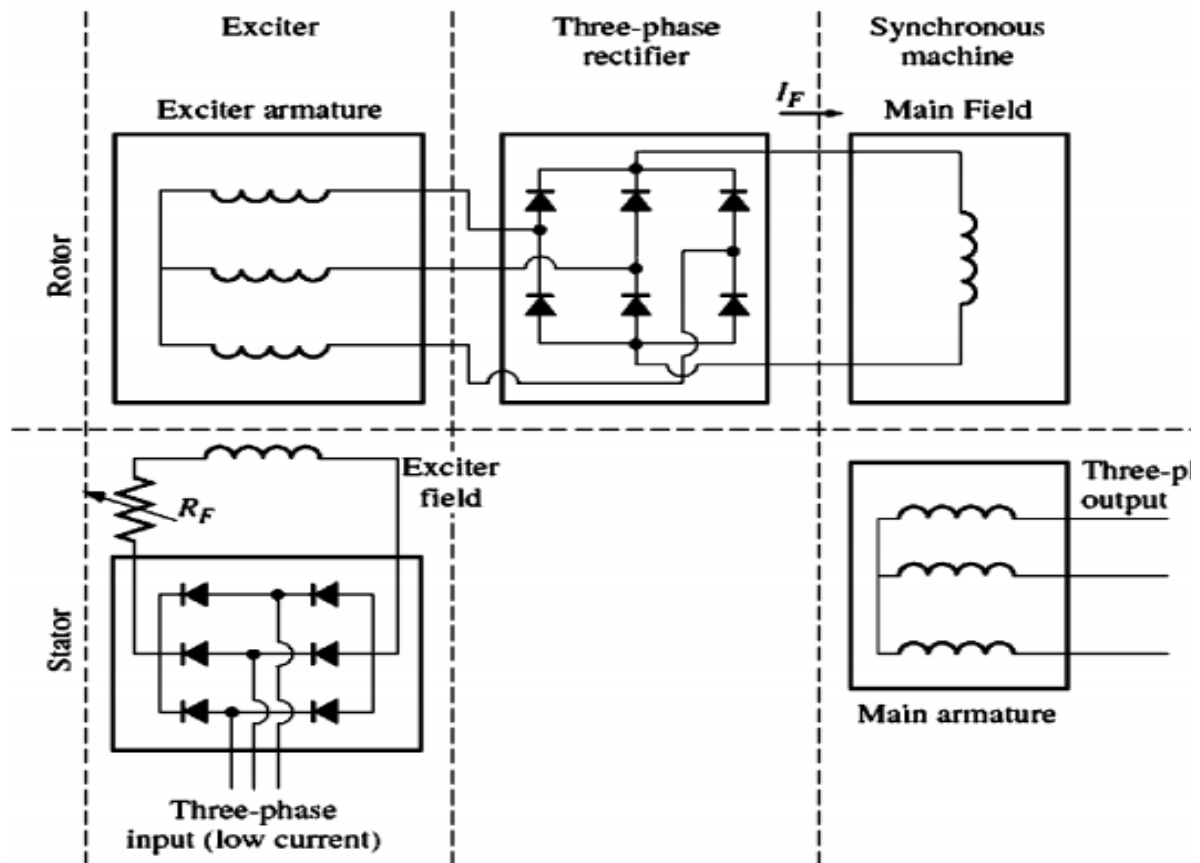 Exciter
Three-phase
rectifier
Synchronous
machine
Exciter armature
I_F
Main Field
Rotor
Exciter
field
R_F
Three-
output
Stator
Main armature
Three-phase
input (low current)